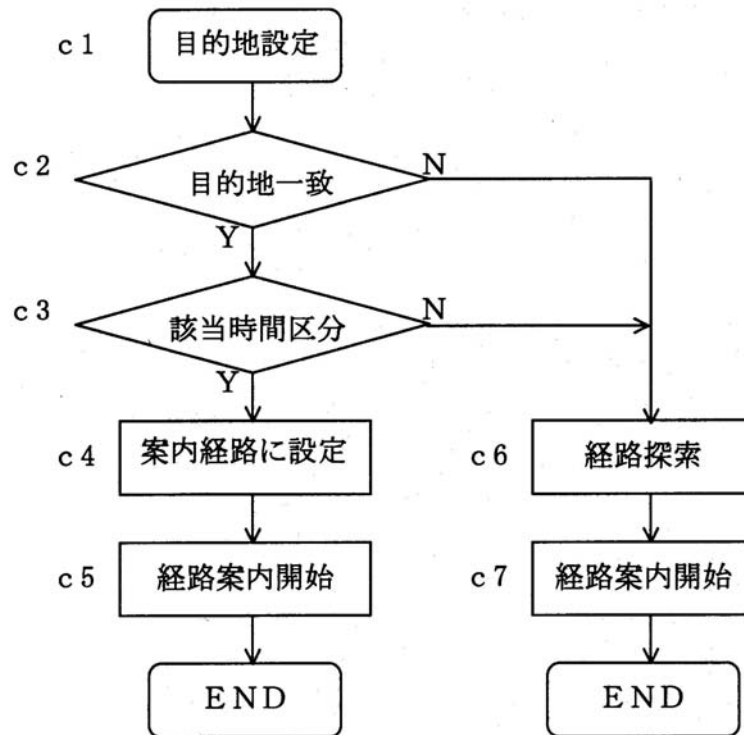 c1 目的地設定
c2 目的地一致 N
Y
c3 該当時間区分 N
Y
c4 案内経路に設定 c6 経路探索
c5 経路案内開始 c7 経路案内開始
END END